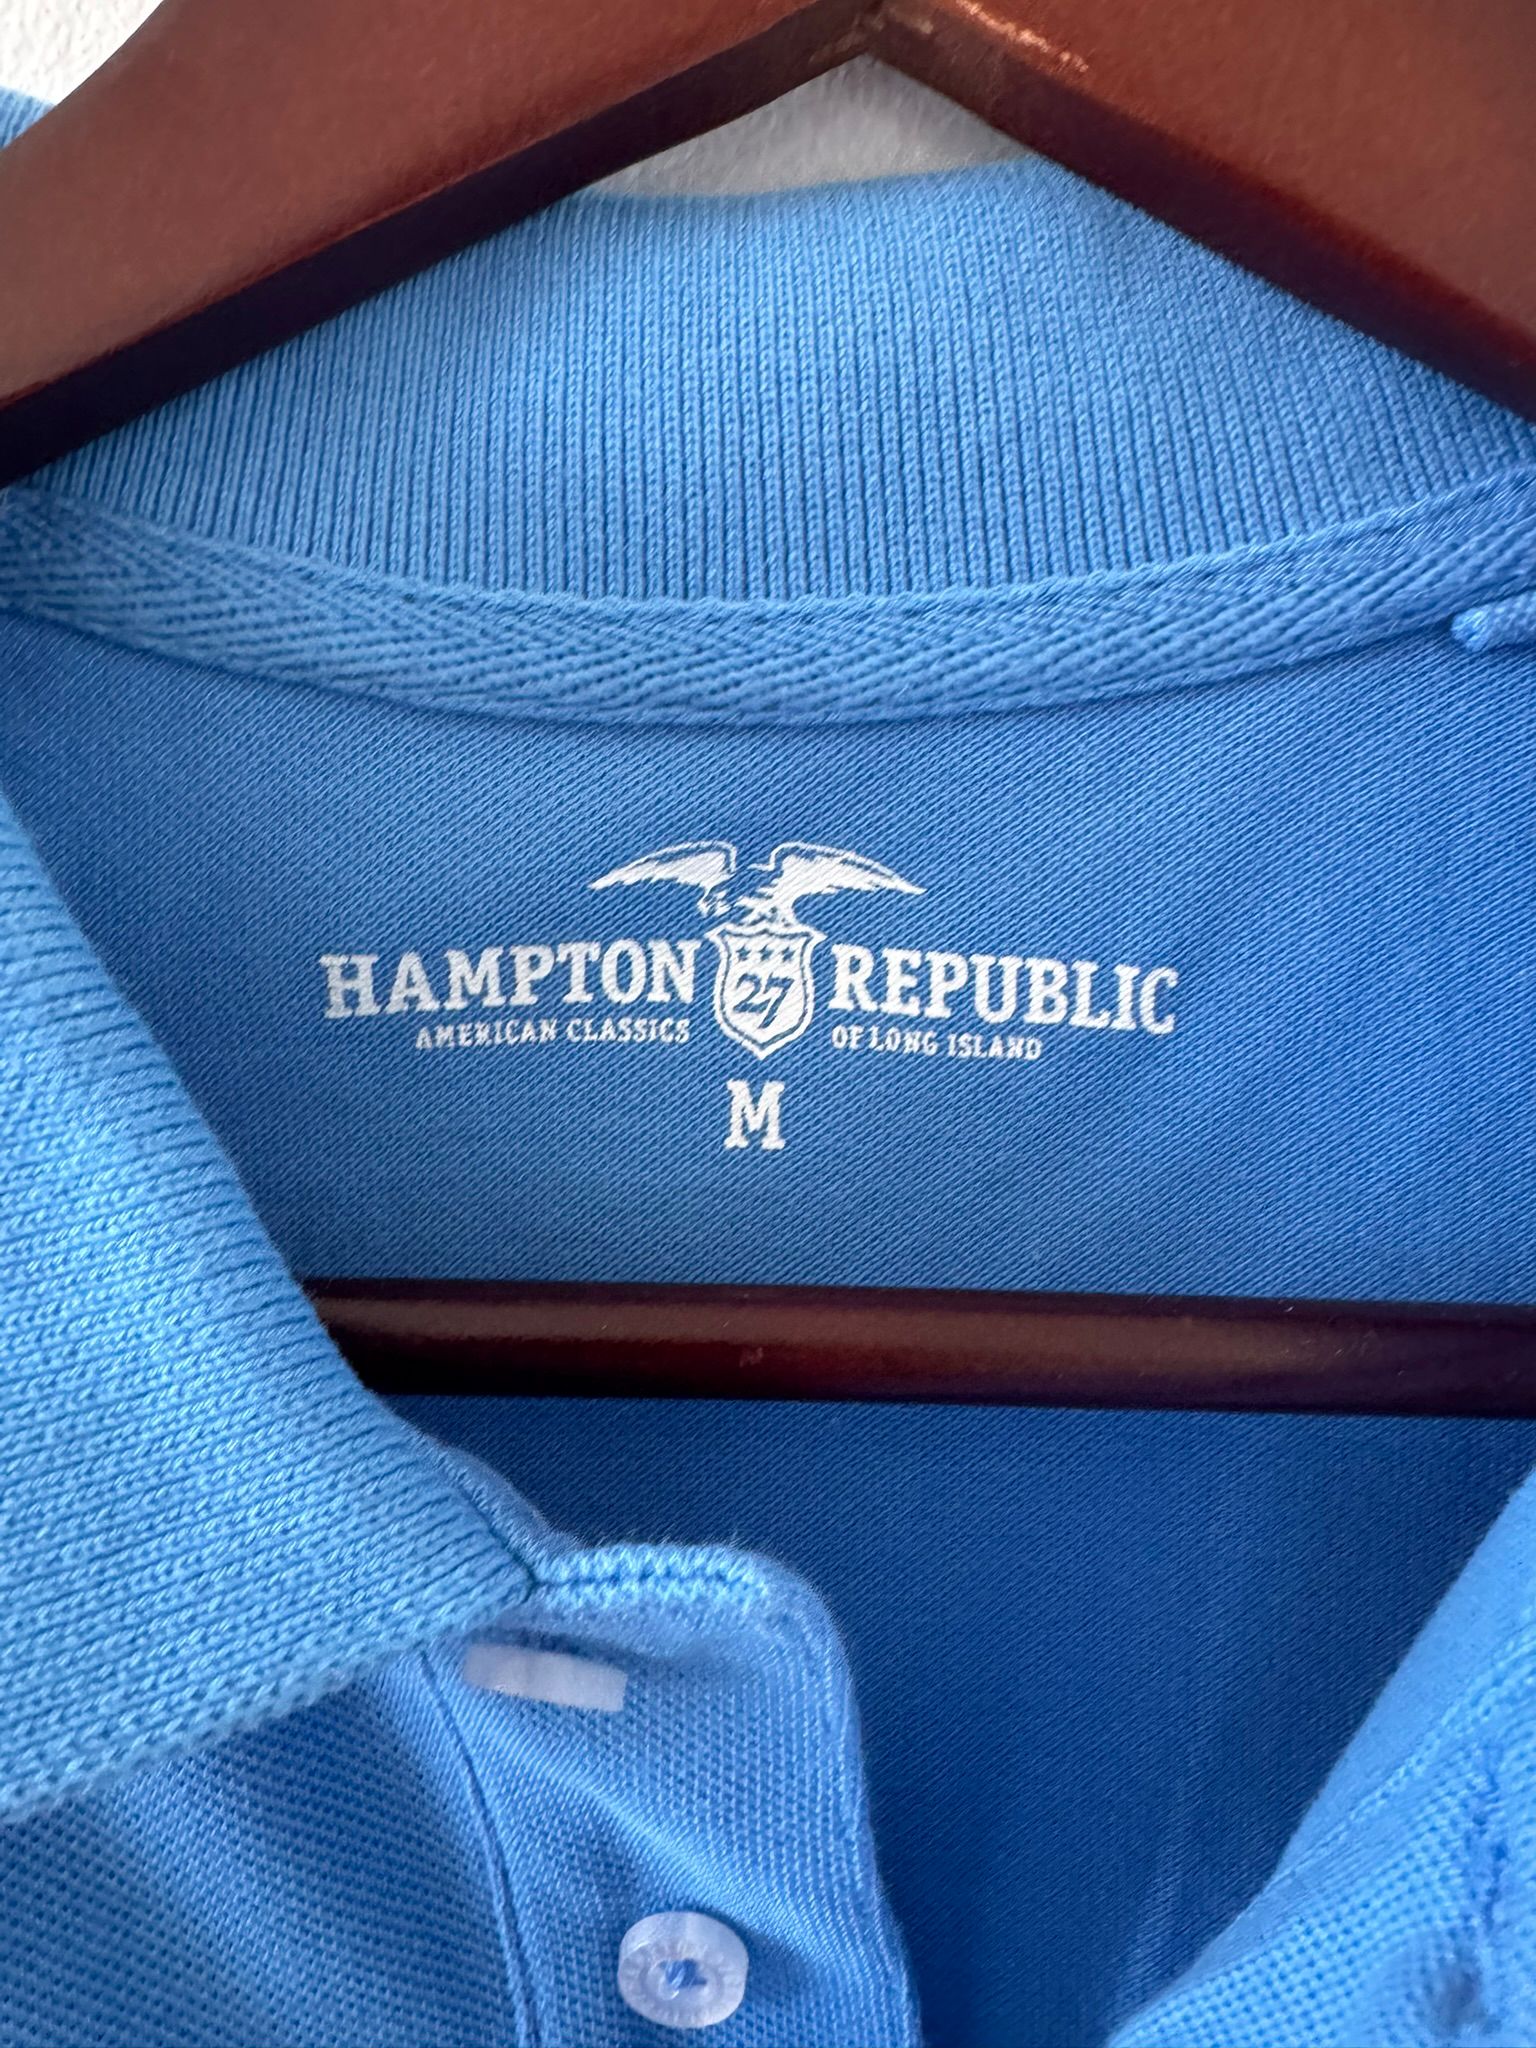 HAMPTON 27 REPUBLIC
AMERICAN CLASSICS OF LONG ISLAND
M